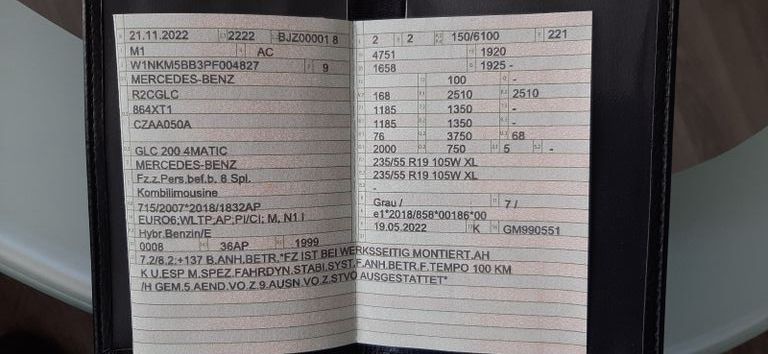 21.11.2022 2222 BJZ00001 8
M1 AC
W1NKM5BB3PF004827 9
MERCEDES-BENZ
R2CGLC
864XT1
CZAA050A
GLC 200 4MATIC
MERCEDES-BENZ
Fz.z.Pers.bef.b. 8 Spl.
Kombilimousine
715/2007*2018/1832AP
EURO6;WLTP;AP;PI/CI; M, N1 I
Hybr.Benzin/E
0008 36AP 1999
2 2 150/6100 221
4751 1920
1658 1925 -
100 -
168 2510 2510
1185 1350 -
1185 1350 -
76 3750 68
2000 750 5 -
235/55 R19 105W XL
235/55 R19 105W XL
-
Grau / 7 /
e1*2018/858*00186*00
19.05.2022 K GM990551
7.2/8.2:+137 B.ANH.BETR.*FZ IST BEI WERKSSEITIG MONTIERT.AH
K U.ESP M.SPEZ.FAHRDYN.STABI.SYST.F.ANH.BETR.F.TEMPO 100 KM
/H GEM.5.AEND.VO.Z.9.AUSN.VO.Z.STVO AUSGESTATTET*